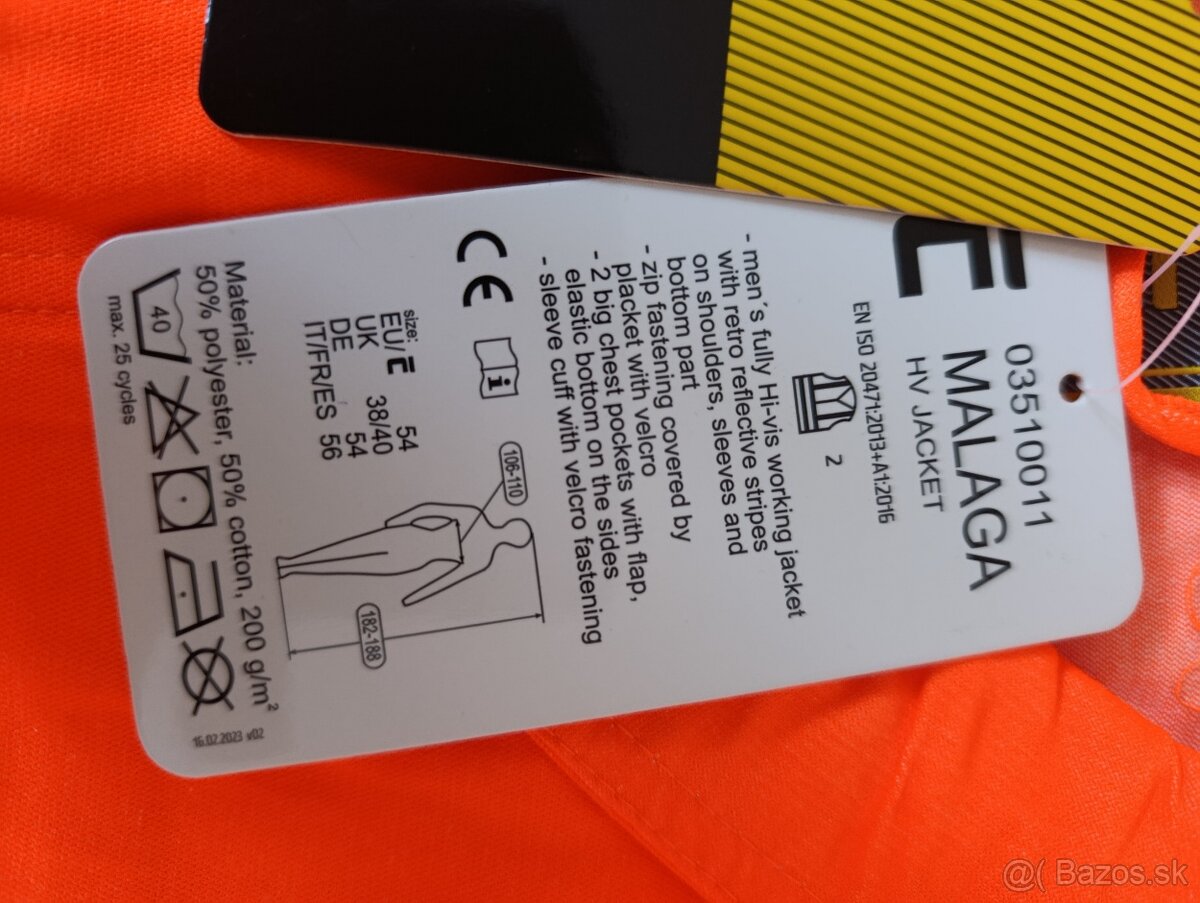 03510011
MALAGA
HV JACKET
EN ISO 20471:2013+A1:2016
2
- men´s fully Hi-vis working jacket
with retro reflective stripes
on shoulders, sleeves and
bottom part
- zip fastening covered by
placket with velcro
- 2 big chest pockets with flap,
elastic bottom on the sides
- sleeve cuff with velcro fastening
CE
i
size:
EU/E 54
UK 38/40
DE 54
IT/FR/ES 56
106-110
182-188
Material:
50% polyester, 50% cotton, 200 g/m²
40
max. 25 cycles
16.02.2023 v02
@( Bazos.sk